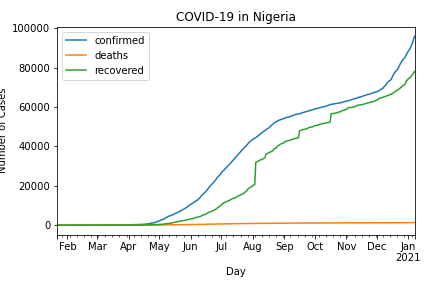 COVID-19 in Nigeria
confirmed
deaths
recovered
100000
80000
60000
40000
20000
0
Number of Cases
Feb Mar Apr May Jun Jul Aug Sep Oct Nov Dec Jan
2021
Day